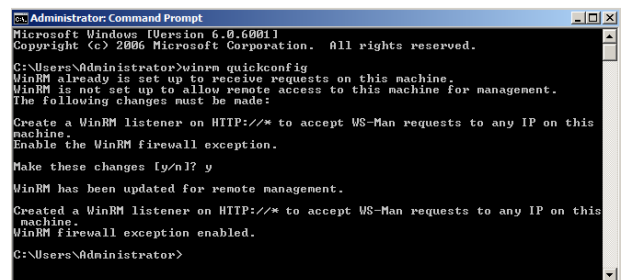 Administrator: Command Prompt
Microsoft Windows [Version 6.0.6001]
Copyright (c) 2006 Microsoft Corporation.  All rights reserved.
C:\Users\Administrator>winrm quickconfig
WinRM already is set up to receive requests on this machine.
WinRM is not set up to allow remote access to this machine for management.
The following changes must be made:
Create a WinRM listener on HTTP://* to accept WS-Man requests to any IP on this
machine.
Enable the WinRM firewall exception.
Make these changes [y/n]? y
WinRM has been updated for remote management.
Created a WinRM listener on HTTP://* to accept WS-Man requests to any IP on this
 machine.
WinRM firewall exception enabled.
C:\Users\Administrator>